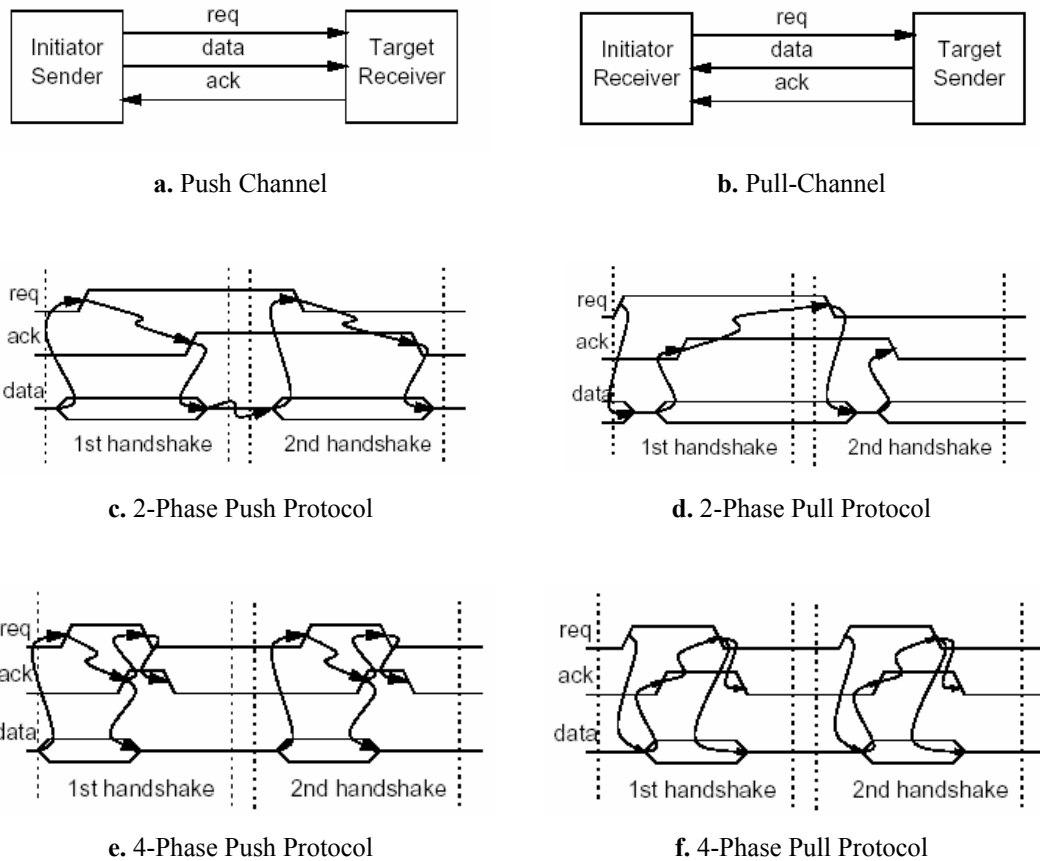 req
data
ack
Initiator
Sender
Target
Receiver
req
data
ack
Initiator
Receiver
Target
Sender
a. Push Channel
b. Pull-Channel
req
ack
data
1st handshake
2nd handshake
req
ack
data
1st handshake
2nd handshake
c. 2-Phase Push Protocol
d. 2-Phase Pull Protocol
req
ack
data
1st handshake
2nd handshake
req
ack
data
1st handshake
2nd handshake
e. 4-Phase Push Protocol
f. 4-Phase Pull Protocol